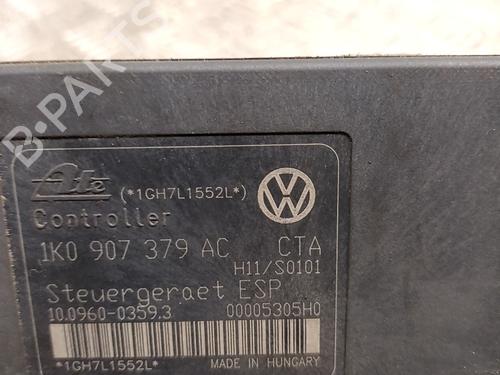 Ate
(*1GH7L1552L*)
Controller
1K0 907 379 AC CTA
H11/S0101
Steuergeraet ESP
10.0960-0359.3 00005305H0
*1GH7L1552L* MADE IN HUNGARY